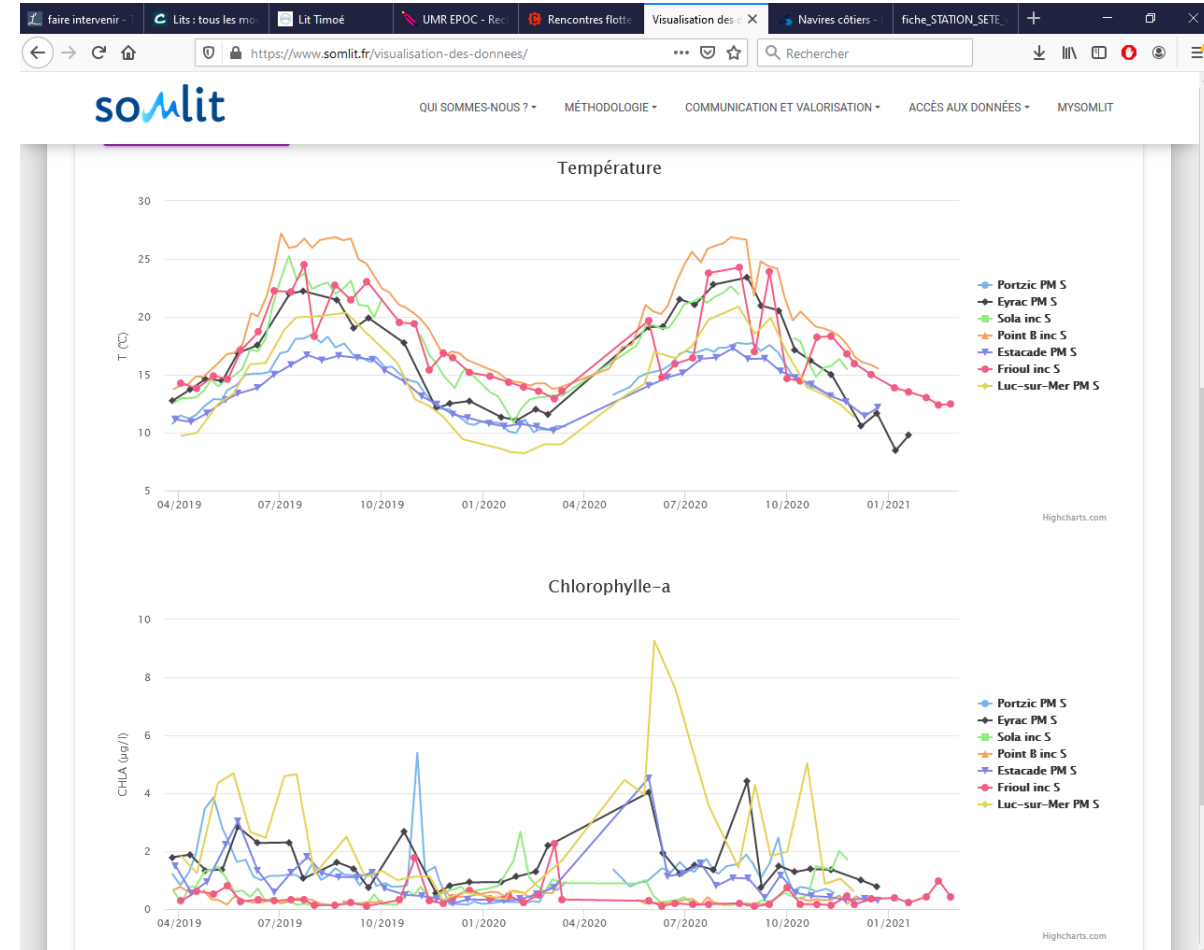 faire intervenir - T
Lits : tous les mod
Lit Timoé
UMR EPOC - Rech
Rencontres flotte
Visualisation des d
Navires côtiers - I
fiche_STATION_SETE_v
https://www.somlit.fr/visualisation-des-donnees/
Rechercher
somlit
QUI SOMMES-NOUS ?
MÉTHODOLOGIE
COMMUNICATION ET VALORISATION
ACCÈS AUX DONNÉES
MYSOMLIT
Température
30
25
20
15
10
5
T (°C)
04/2019 07/2019 10/2019 01/2020 04/2020 07/2020 10/2020 01/2021
Portzic PM S
Eyrac PM S
Sola inc S
Point B inc S
Estacade PM S
Frioul inc S
Luc-sur-Mer PM S
Highcharts.com
Chlorophylle-a
10
8
6
4
2
0
CHLA (µg/l)
04/2019 07/2019 10/2019 01/2020 04/2020 07/2020 10/2020 01/2021
Portzic PM S
Eyrac PM S
Sola inc S
Point B inc S
Estacade PM S
Frioul inc S
Luc-sur-Mer PM S
Highcharts.com